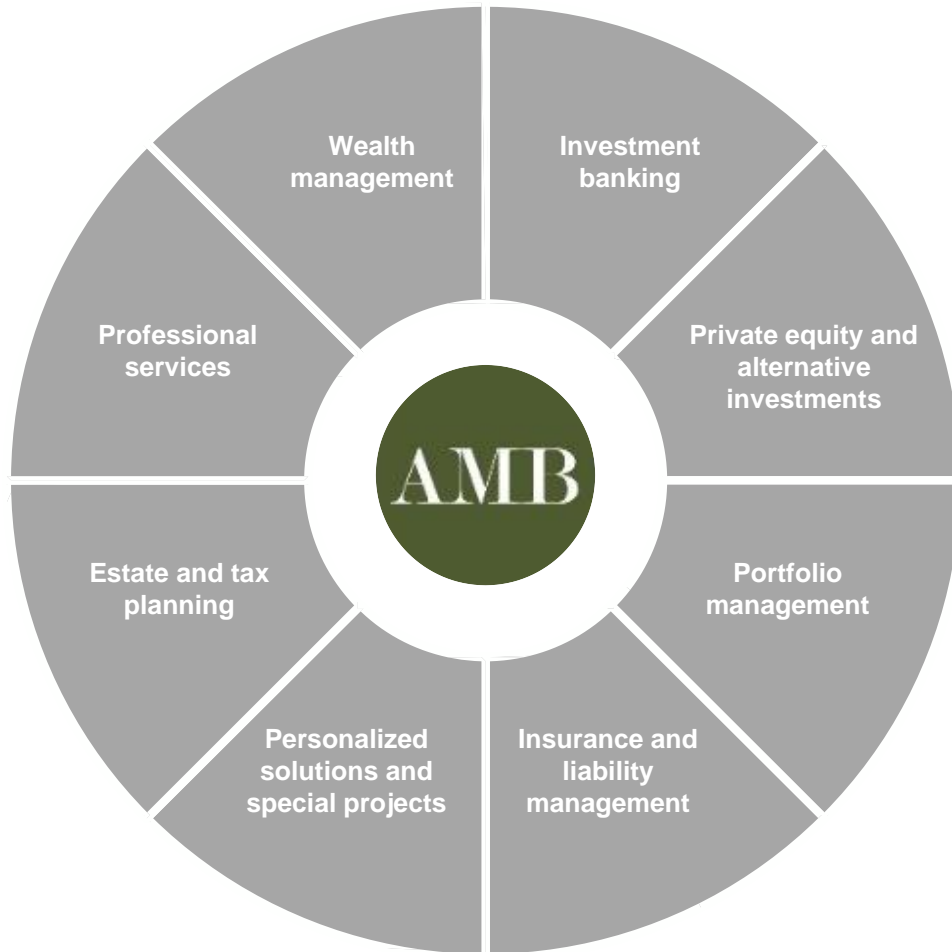 Wealth
management
Investment
banking
Professional
services
Private equity and
alternative
investments
AMB
Estate and tax
planning
Portfolio
management
Personalized
solutions and
special projects
Insurance and
liability
management